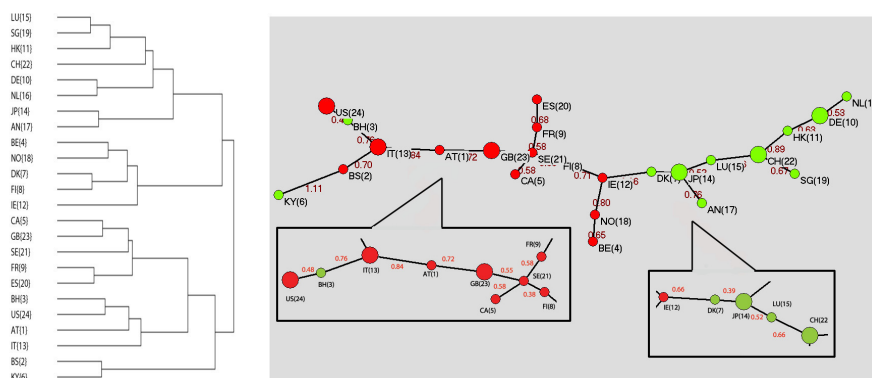 LU(15)
SG(19)
HK(11)
CH(22)
DE(10)
NL(16)
JP(14)
AN(17)
BE(4)
NO(18)
DK(7)
FI(8)
IE(12)
CA(5)
GB(23)
SE(21)
FR(9)
ES(20)
BH(3)
US(24)
AT(1)
IT(13)
BS(2)
KY(6)
US(24)
BH(3)
IT(13)
AT(1)
72
GB(23)
BS(2)
0.70
KY(6)
1.11
ES(20)
0.68
FR(9)
0.58
SE(21)
0.58
CA(5)
FI(8)
0.71
IE(12)
0.80
NO(18)
0.65
BE(4)
JP(14)
0.76
AN(17)
LU(15)
CH(22)
0.89
0.67
SG(19)
HK(11)
0.63
DE(10)
0.53
US(24)
0.48
BH(3)
0.76
IT(13)
0.84
AT(1)
0.72
GB(23)
0.55
SE(21)
0.58
FR(9)
0.58
CA(5)
0.38
FI(8)
IE(12)
0.66
DK(7)
0.39
JP(14)
0.52
LU(15)
0.66
CH(22